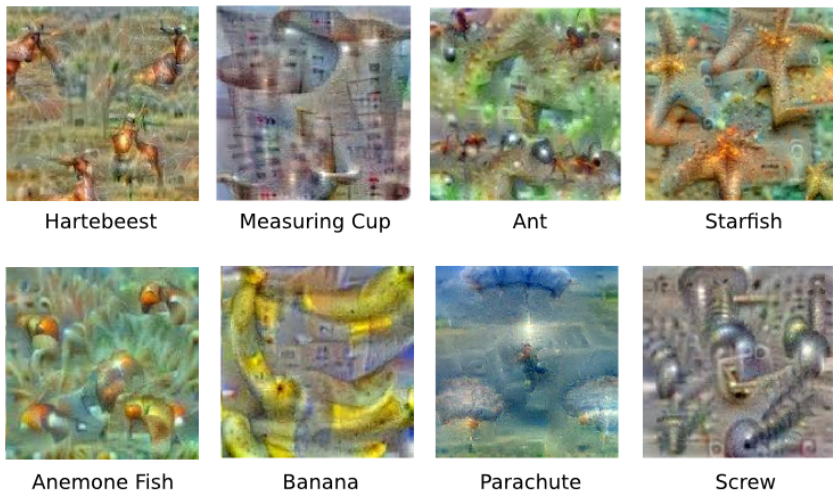 Hartebeest
Measuring Cup
Ant
Starfish
Anemone Fish
Banana
Parachute
Screw